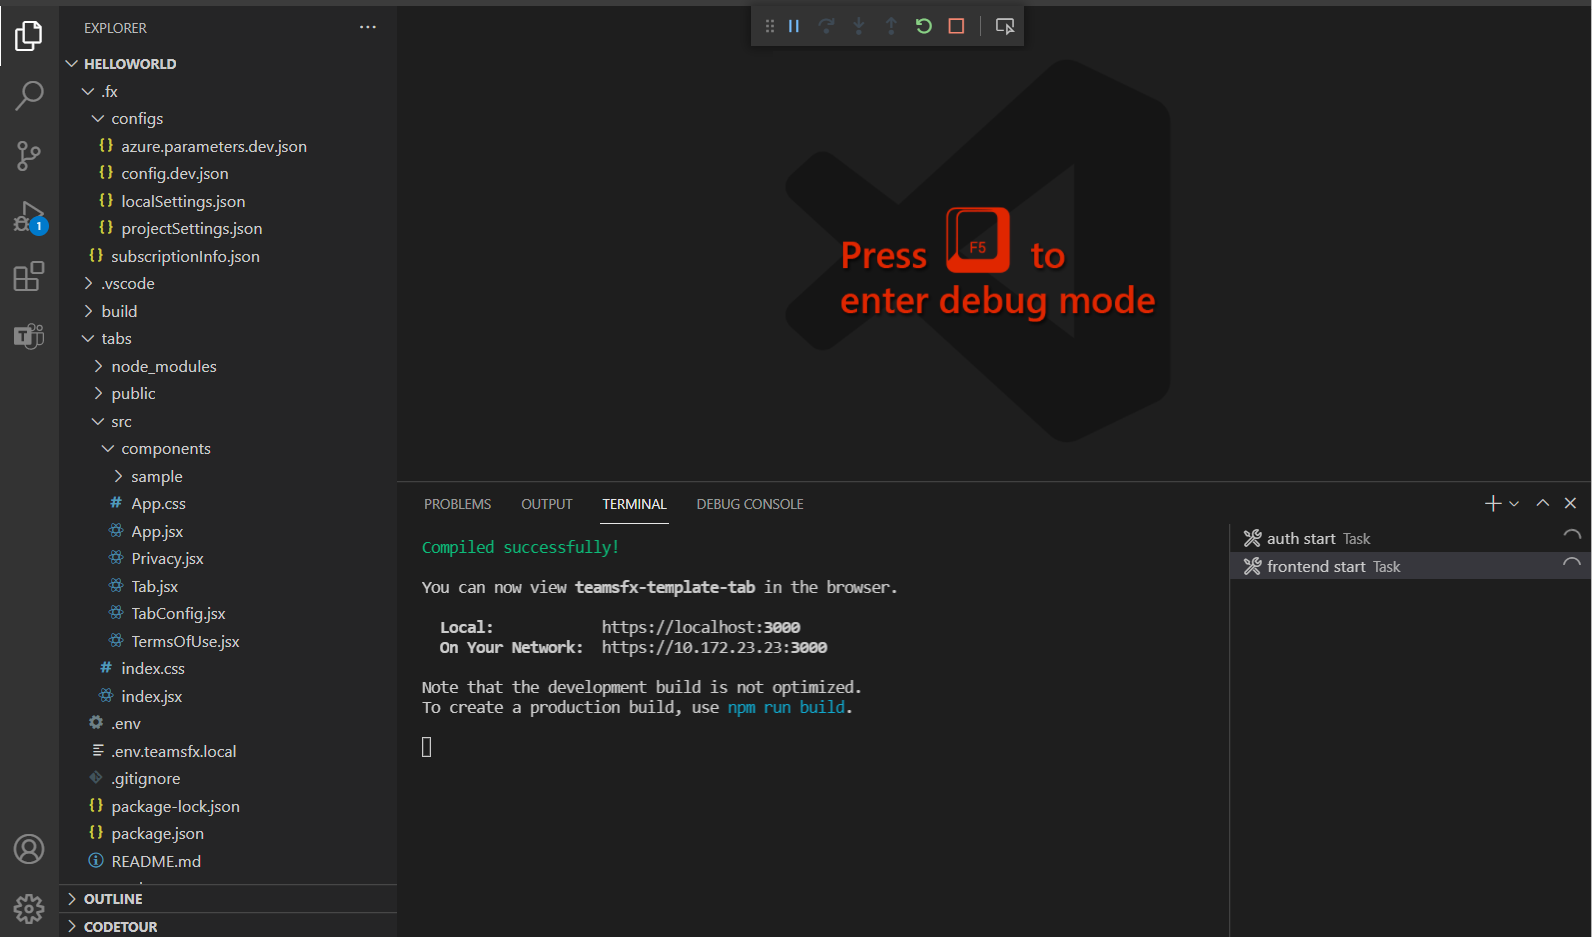 EXPLORER
HELLOWORLD
.fx
configs
{} azure.parameters.dev.json
{} config.dev.json
{} localSettings.json
{} projectSettings.json
{} subscriptionInfo.json
.vscode
build
tabs
node_modules
public
src
components
sample
# App.css
App.jsx
Privacy.jsx
Tab.jsx
TabConfig.jsx
TermsOfUse.jsx
# index.css
index.jsx
.env
.env.teamsfx.local
.gitignore
{} package-lock.json
{} package.json
README.md
OUTLINE
CODETOUR
1
T
Press F5 to
enter debug mode
PROBLEMS OUTPUT TERMINAL DEBUG CONSOLE
Compiled successfully!
You can now view teamsfx-template-tab in the browser.
Local: https://localhost:3000
On Your Network: https://10.172.23.23:3000
Note that the development build is not optimized.
To create a production build, use npm run build.
auth start Task
frontend start Task